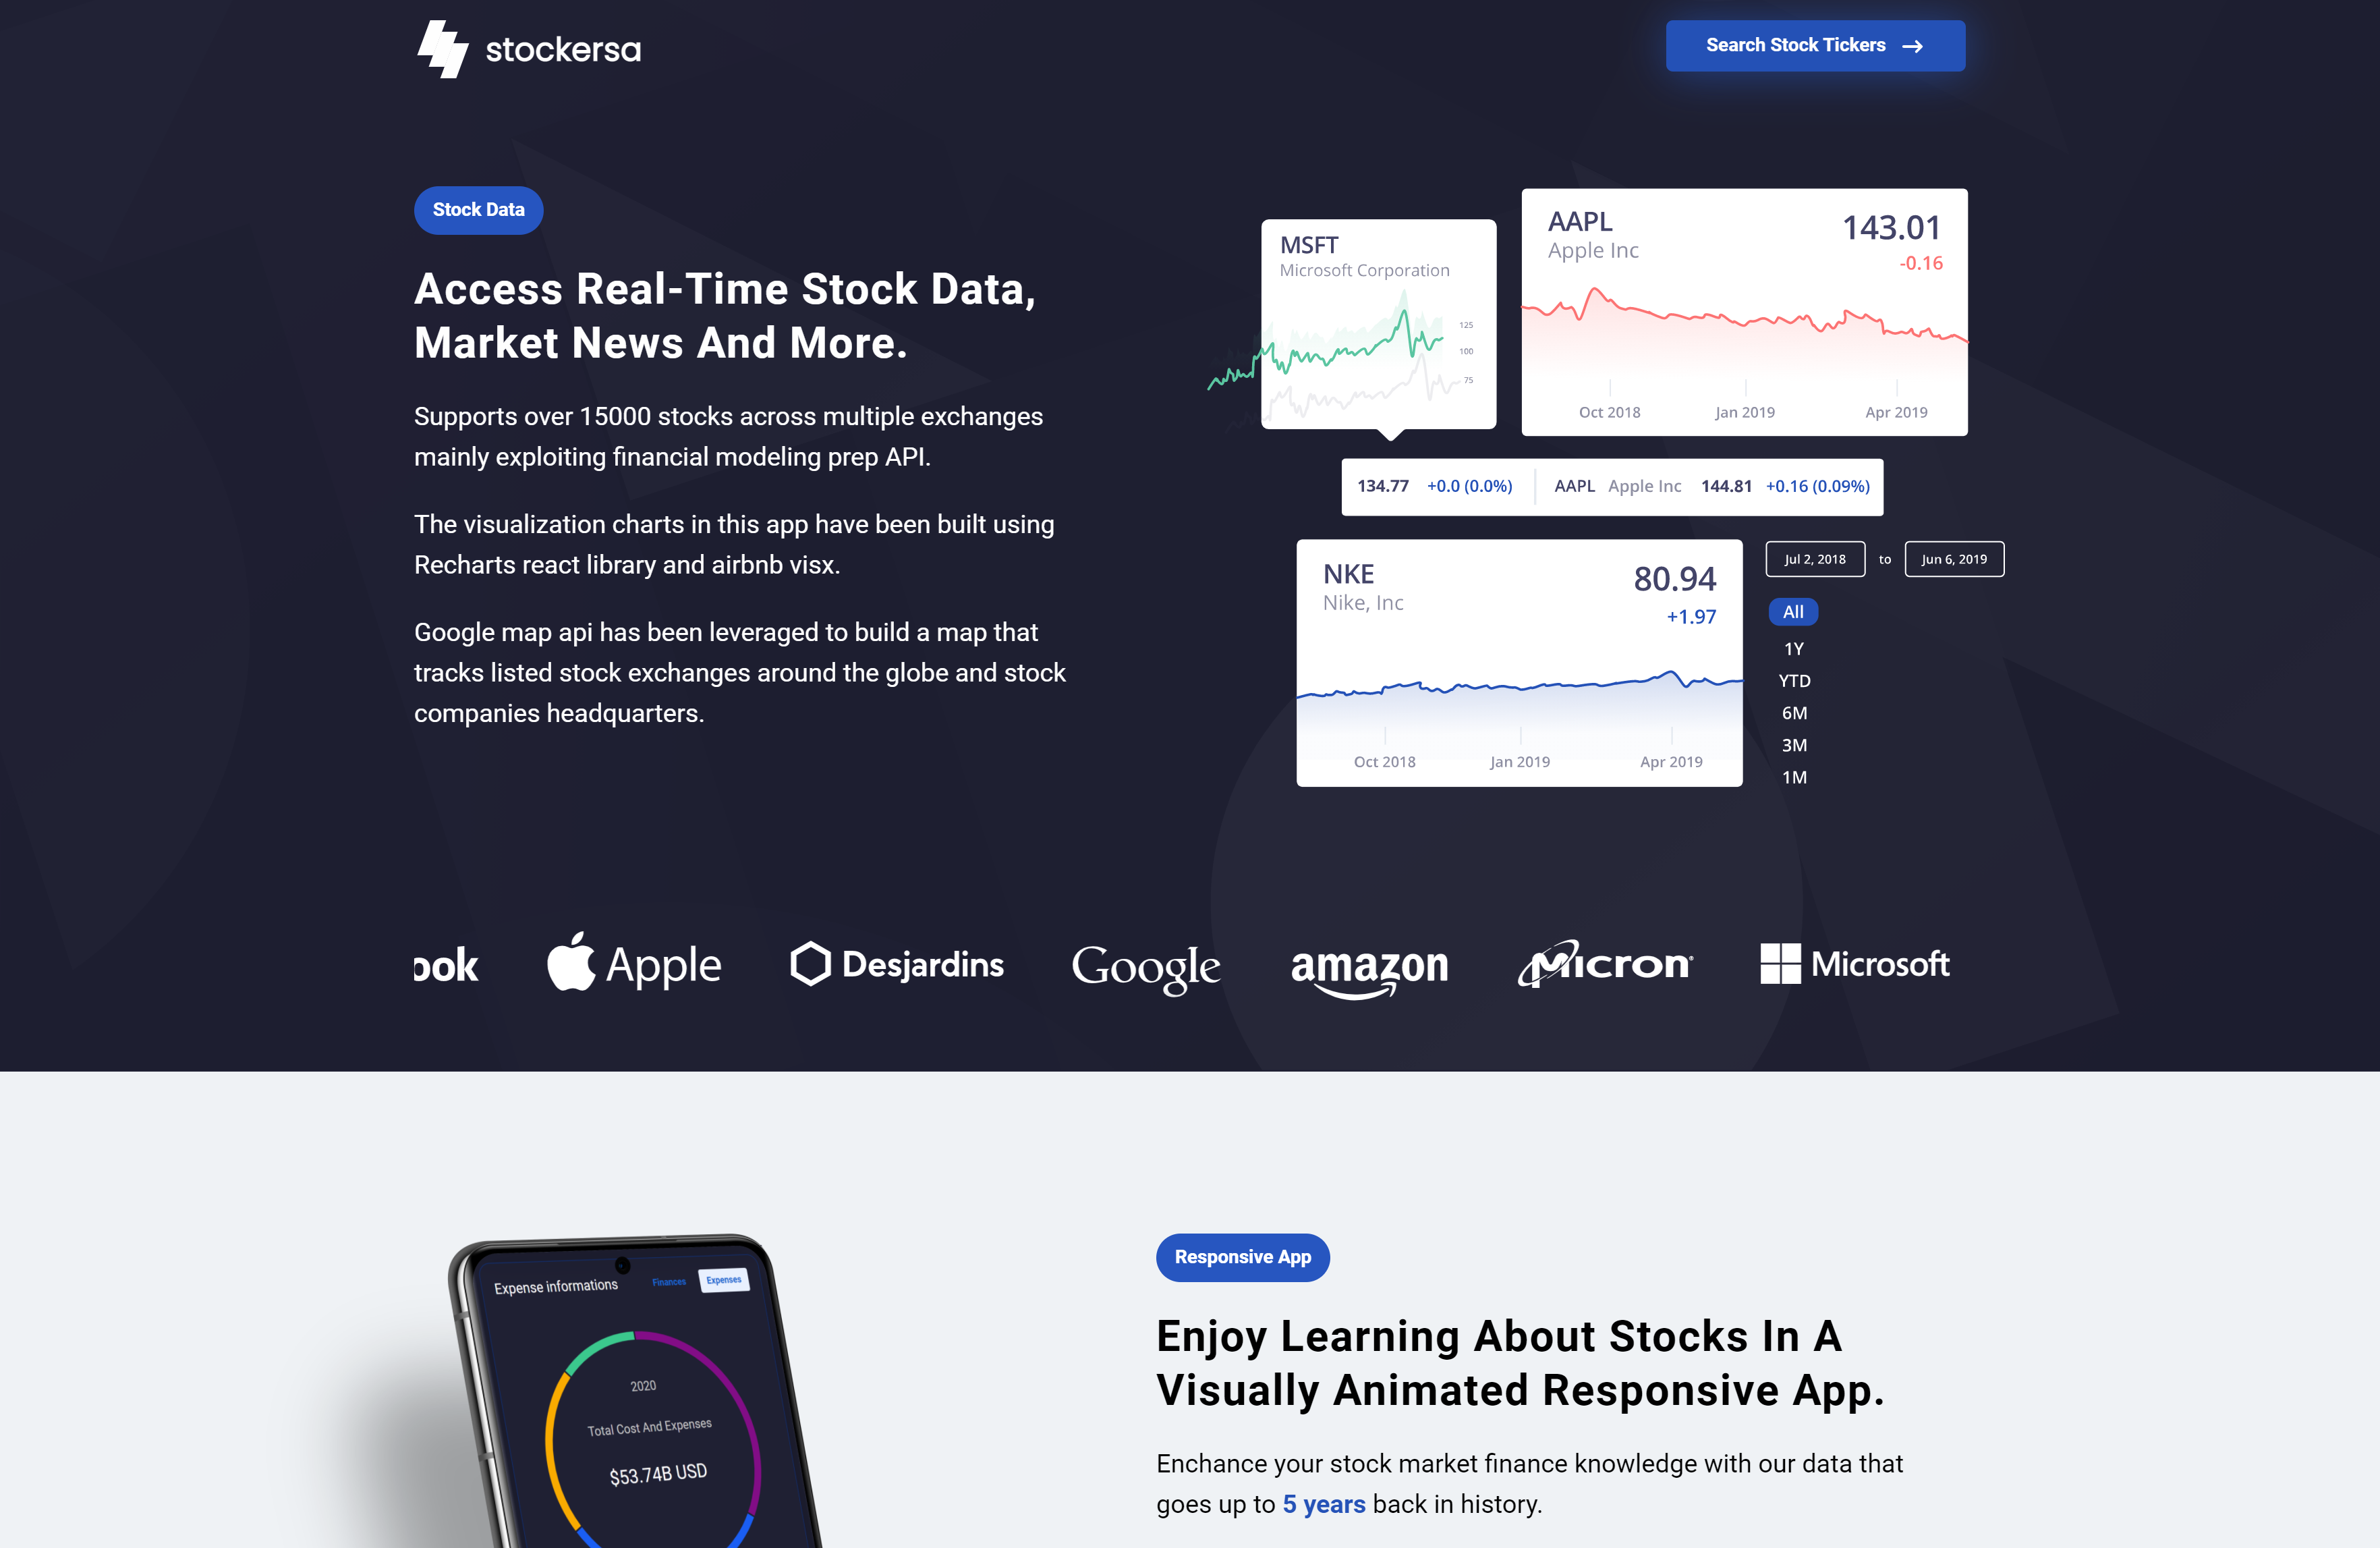 stockersa
Search Stock Tickers
Stock Data
Access Real-Time Stock Data,
Market News And More.
Supports over 15000 stocks across multiple exchanges
mainly exploiting financial modeling prep API.
The visualization charts in this app have been built using
Recharts react library and airbnb visx.
Google map api has been leveraged to build a map that
tracks listed stock exchanges around the globe and stock
companies headquarters.
MSFT
Microsoft Corporation
125
100
75
AAPL
Apple Inc
143.01
-0.16
Oct 2018 Jan 2019 Apr 2019
134.77 +0.0 (0.0%) AAPL Apple Inc 144.81 +0.16 (0.09%)
NKE
Nike, Inc
80.94
+1.97
Oct 2018 Jan 2019 Apr 2019
Jul 2, 2018 to Jun 6, 2019
All
1Y
YTD
6M
3M
1M
ook Apple Desjardins Google amazon Micron Microsoft
Expense informations Finances Expenses
2020
Total Cost And Expenses
$53.74B USD
Responsive App
Enjoy Learning About Stocks In A
Visually Animated Responsive App.
Enchance your stock market finance knowledge with our data that
goes up to 5 years back in history.